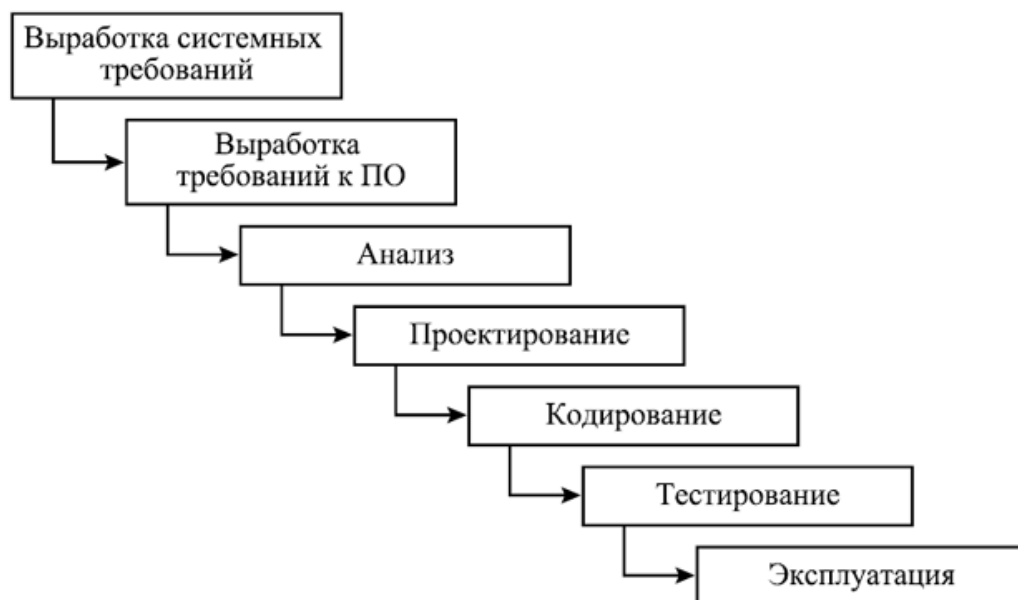 Выработка системных
требований
Выработка
требований к ПО
Анализ
Проектирование
Кодирование
Тестирование
Эксплуатация